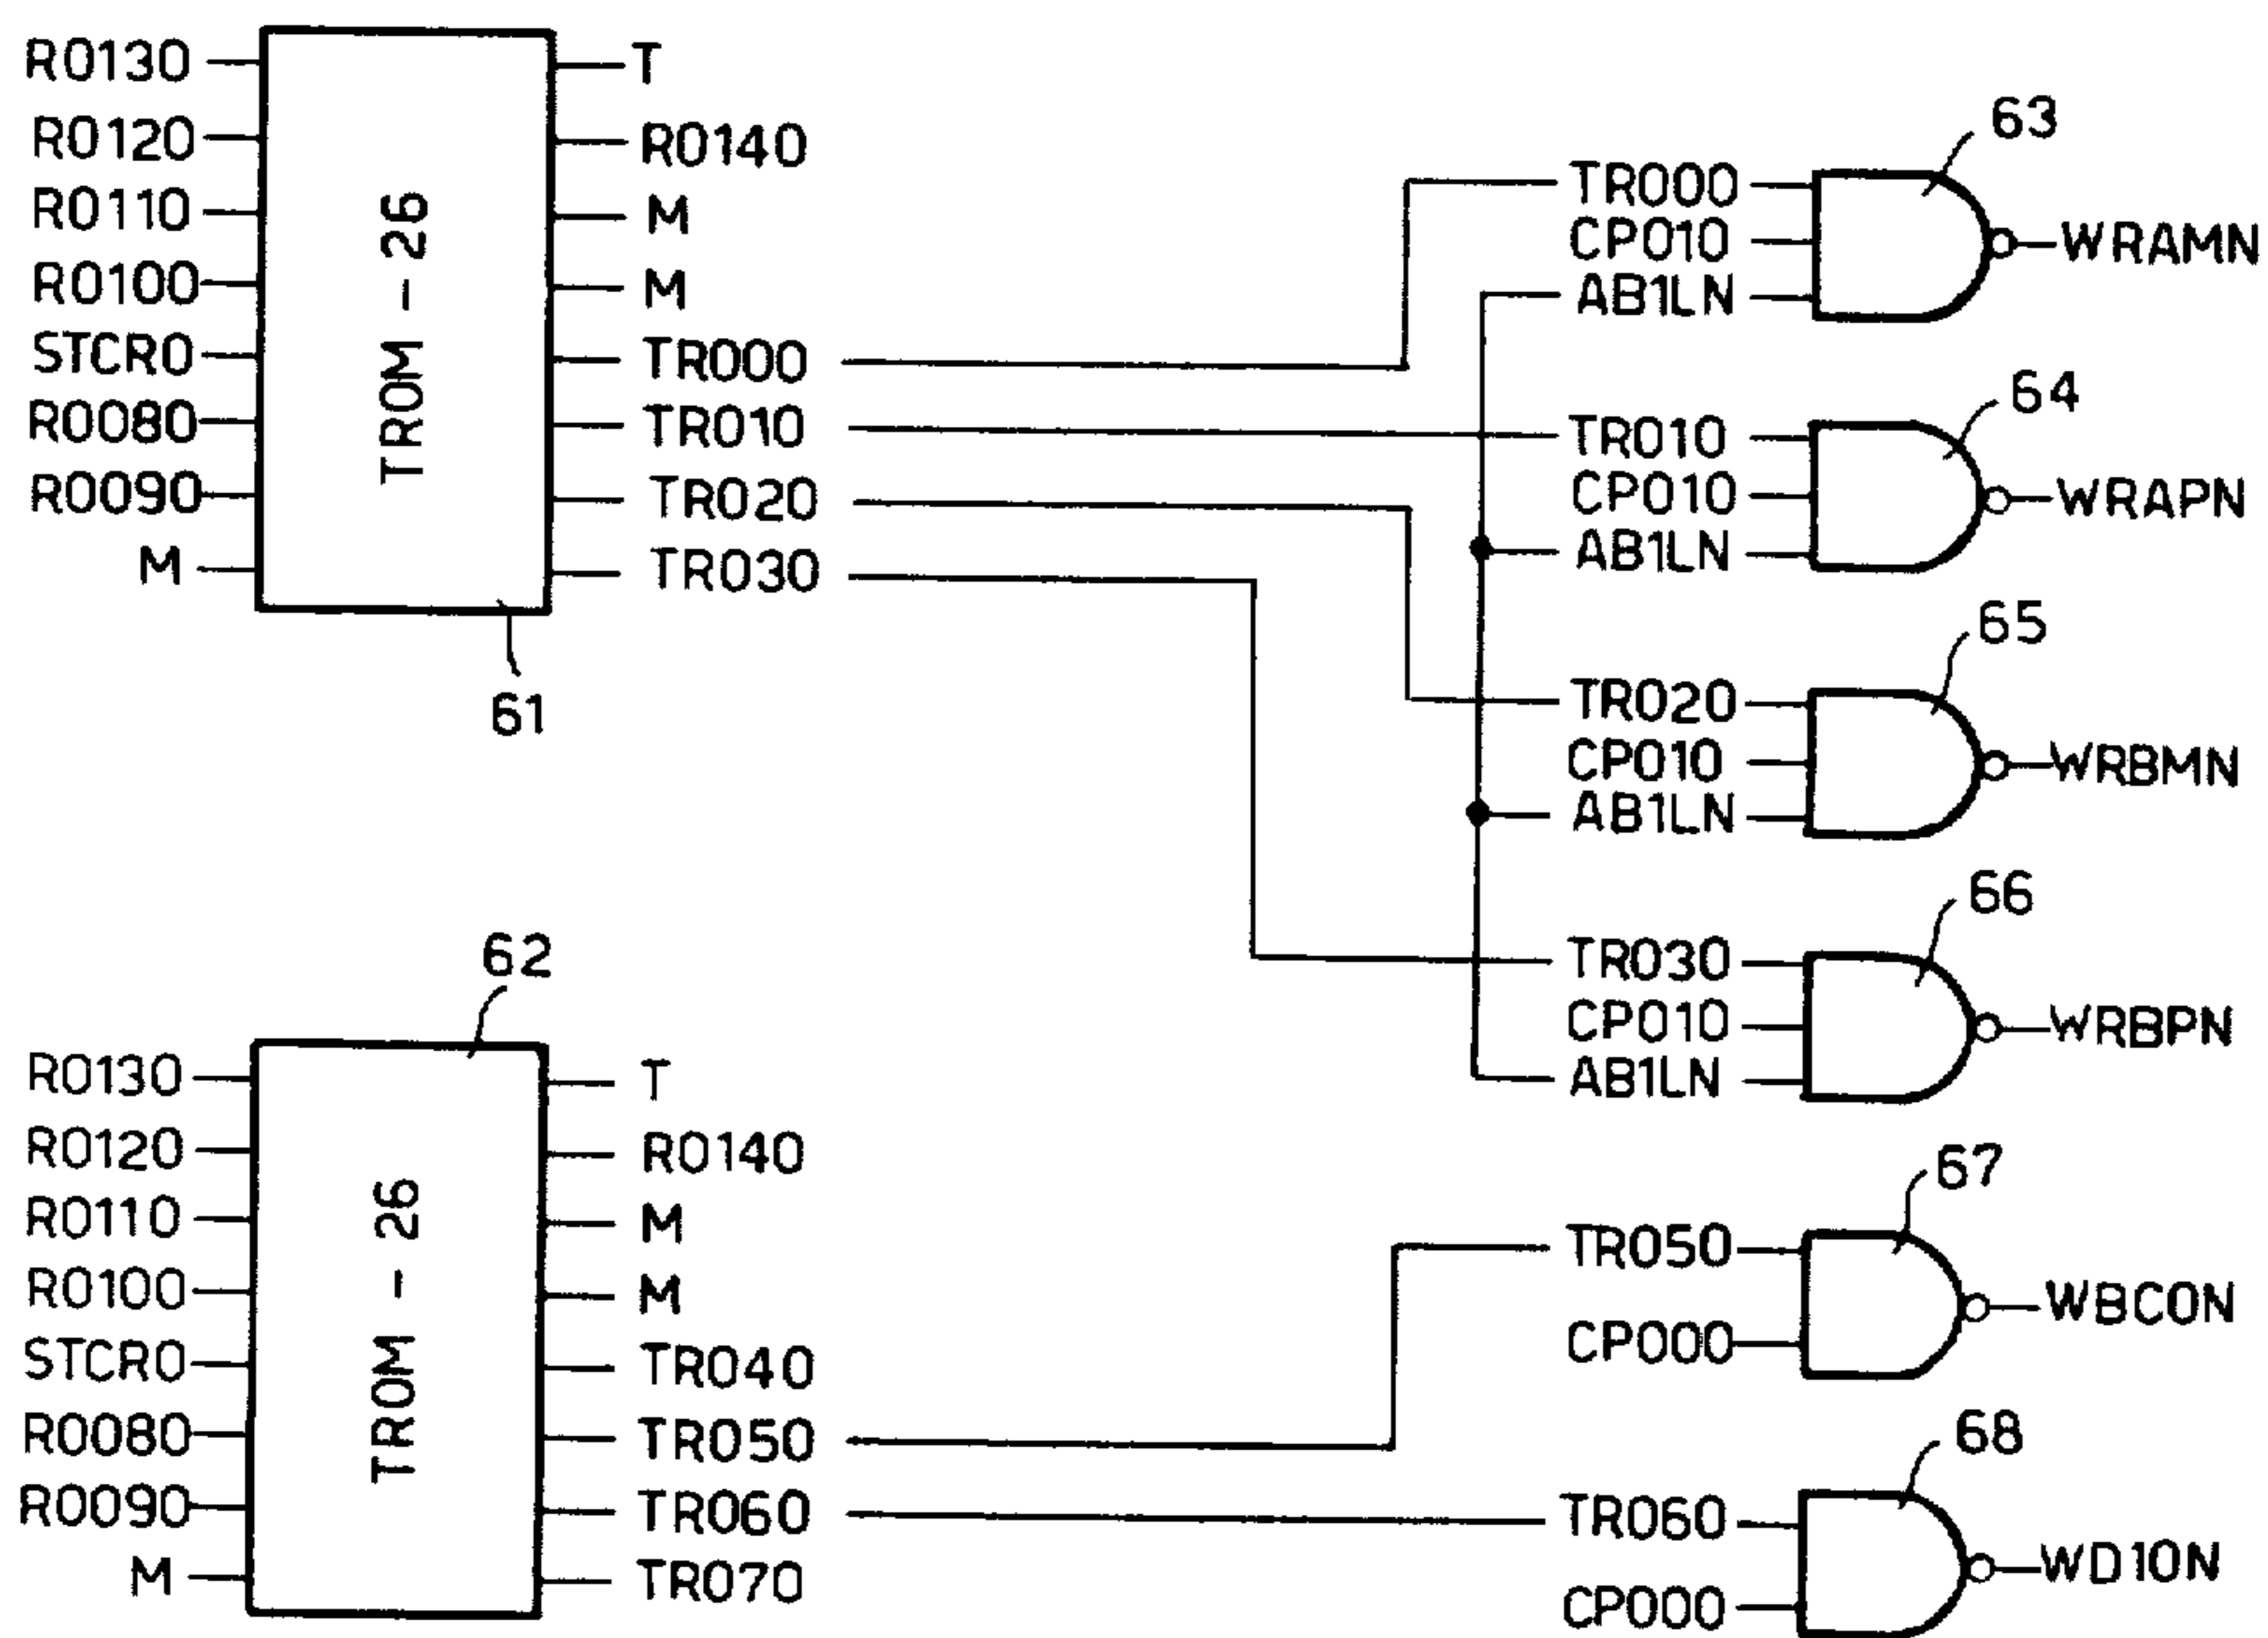 R0130
R0120
R0110
R0100
STCR0
R0080
R0090
M
TROM - 26
T
R0140
M
M
TR000
TR010
TR020
TR030
61
62
R0130
R0120
R0110
R0100
STCR0
R0080
R0090
M
TROM - 26
T
R0140
M
M
TR040
TR050
TR060
TR070
63
TR000
CP010
AB1LN
WRAMN
64
TR010
CP010
AB1LN
WRAPN
65
TR020
CP010
AB1LN
WRBMN
66
TR030
CP010
AB1LN
WRBPN
67
TR050
CP000
WBC0N
68
TR060
CP000
WD10N